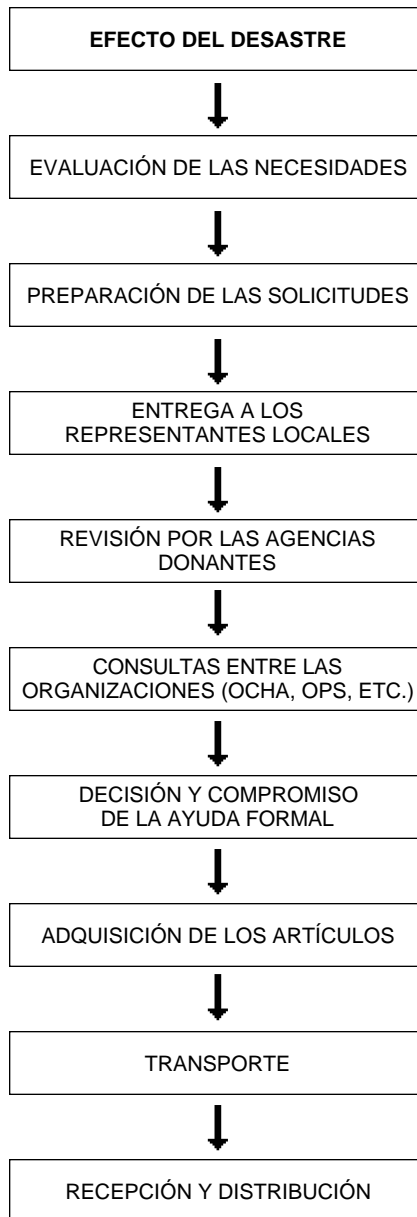 EFECTO DEL DESASTRE
EVALUACIÓN DE LAS NECESIDADES
PREPARACIÓN DE LAS SOLICITUDES
ENTREGA A LOS
REPRESENTANTES LOCALES
REVISIÓN POR LAS AGENCIAS
DONANTES
CONSULTAS ENTRE LAS
ORGANIZACIONES (OCHA, OPS, ETC.)
DECISIÓN Y COMPROMISO
DE LA AYUDA FORMAL
ADQUISICIÓN DE LOS ARTÍCULOS
TRANSPORTE
RECEPCIÓN Y DISTRIBUCIÓN